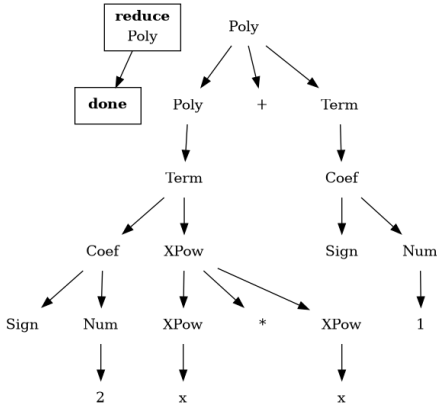 reduce
Poly
Poly
done
Poly + Term
Term Coef
Coef XPow Sign Num
Sign Num XPow * XPow 1
2 x x